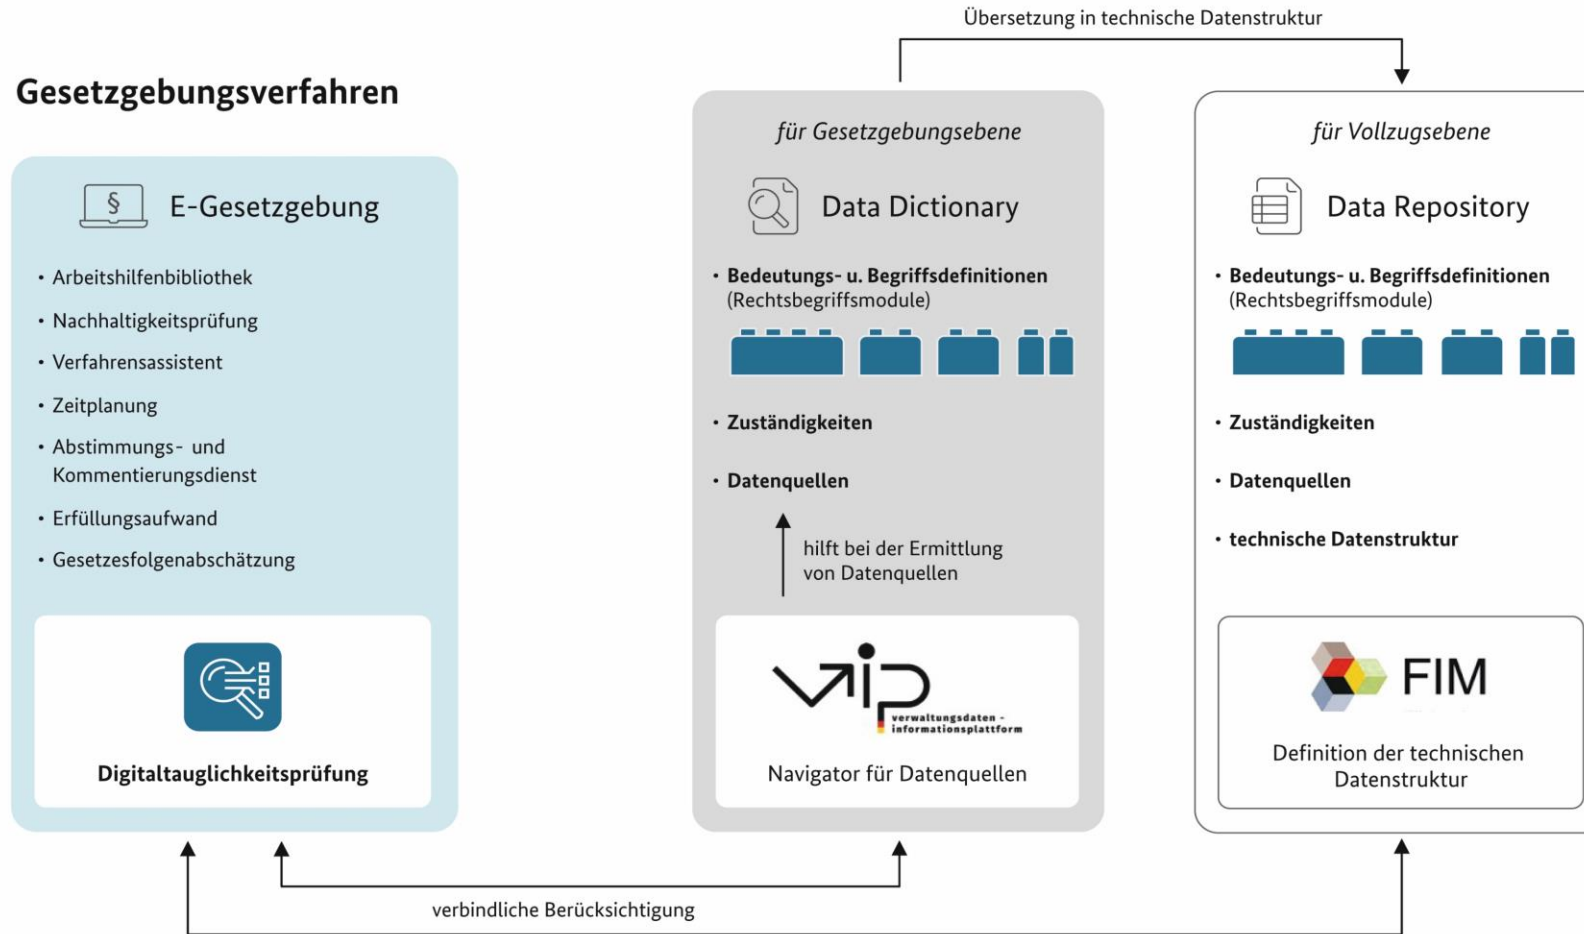 Übersetzung in technische Datenstruktur
Gesetzgebungsverfahren
§
E-Gesetzgebung
• Arbeitshilfenbibliothek
• Nachhaltigkeitsprüfung
• Verfahrensassistent
• Zeitplanung
• Abstimmungs- und
Kommentierungsdienst
• Erfüllungsaufwand
• Gesetzesfolgenabschätzung
Digitaltauglichkeitsprüfung
für Gesetzgebungsebene
Data Dictionary
• Bedeutungs- u. Begriffsdefinitionen
(Rechtsbegriffsmodule)
• Zuständigkeiten
• Datenquellen
hilft bei der Ermittlung
von Datenquellen
vip
verwaltungsdaten -
informationsplattform
Navigator für Datenquellen
für Vollzugsebene
Data Repository
• Bedeutungs- u. Begriffsdefinitionen
(Rechtsbegriffsmodule)
• Zuständigkeiten
• Datenquellen
• technische Datenstruktur
FIM
Definition der technischen
Datenstruktur
verbindliche Berücksichtigung